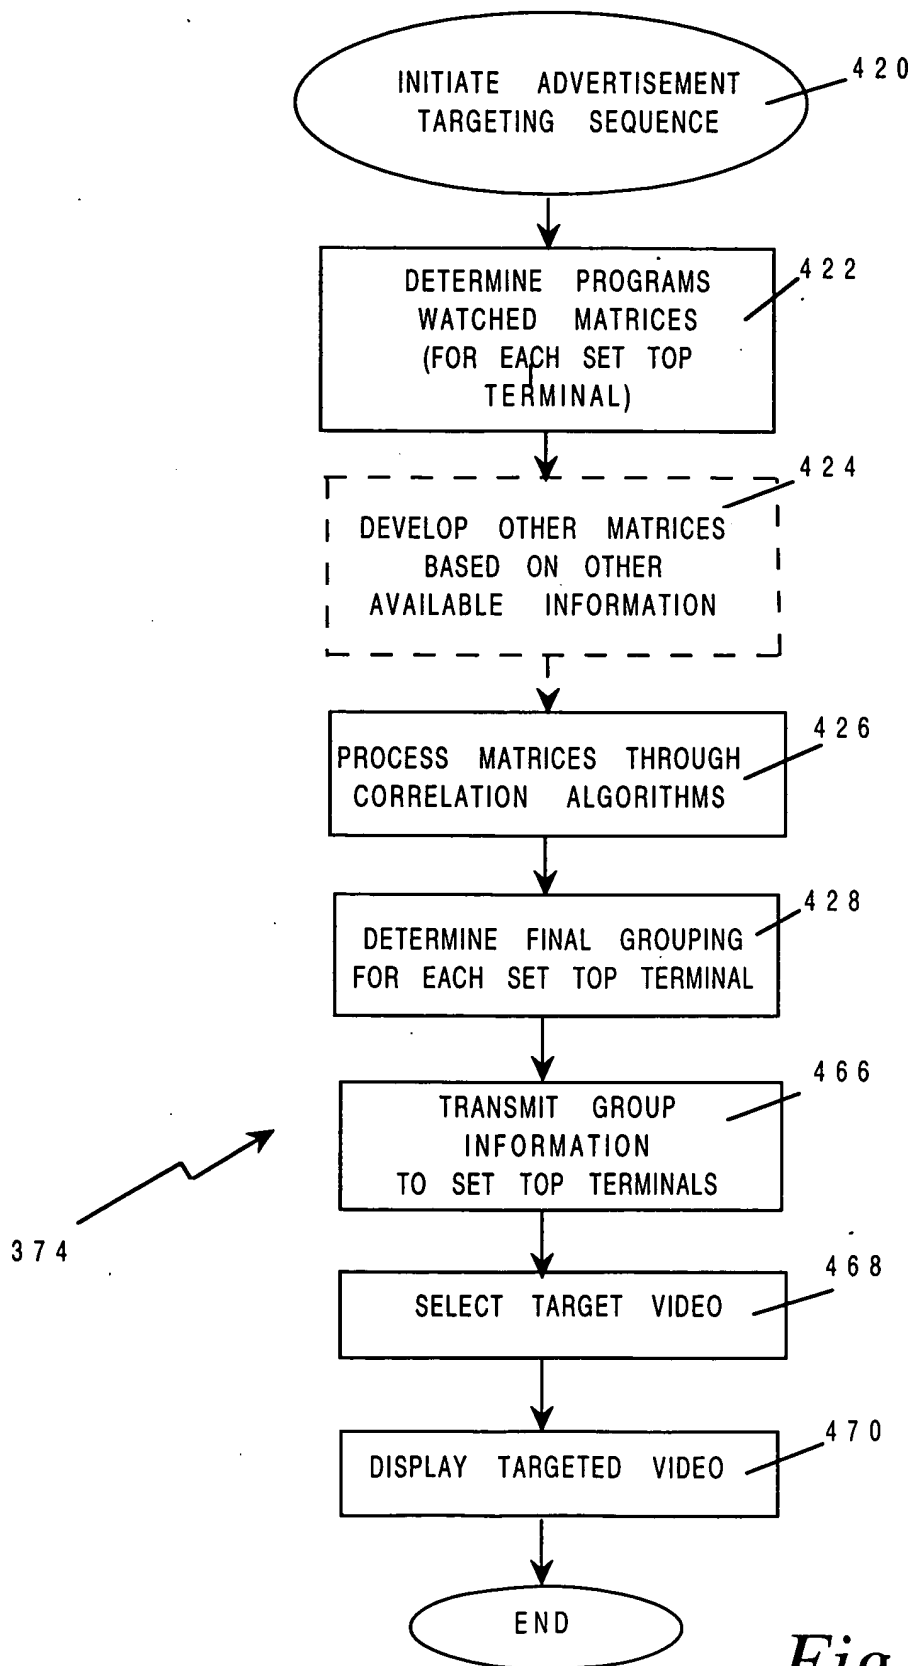 INITIATE ADVERTISEMENT
TARGETING SEQUENCE
420
DETERMINE PROGRAMS
WATCHED MATRICES
(FOR EACH SET TOP
TERMINAL)
422
424
DEVELOP OTHER MATRICES
BASED ON OTHER
AVAILABLE INFORMATION
426
PROCESS MATRICES THROUGH
CORRELATION ALGORITHMS
428
DETERMINE FINAL GROUPING
FOR EACH SET TOP TERMINAL
466
TRANSMIT GROUP
INFORMATION
TO SET TOP TERMINALS
374
468
SELECT TARGET VIDEO
470
DISPLAY TARGETED VIDEO
END
Fig